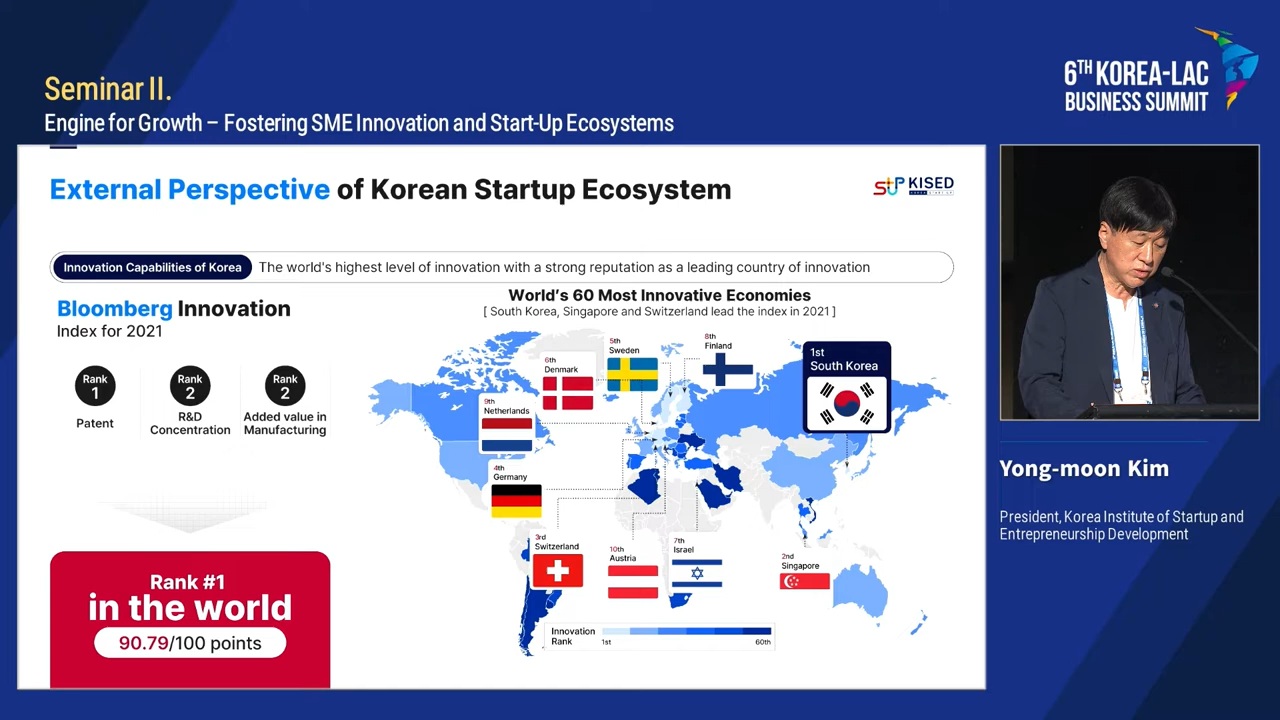 Seminar II.
Engine for Growth – Fostering SME Innovation and Start-Up Ecosystems
6TH KOREA-LAC
BUSINESS SUMMIT
External Perspective of Korean Startup Ecosystem
KISED
Innovation Capabilities of Korea
The world's highest level of innovation with a strong reputation as a leading country of innovation
Bloomberg Innovation
Index for 2021
Rank
1
Patent
Rank
2
R&D
Concentration
Rank
2
Added value in
Manufacturing
Rank #1
in the world
90.79/100 points
World's 60 Most Innovative Economies
[ South Korea, Singapore and Switzerland lead the index in 2021 ]
5th
Sweden
8th
Finland
1st
South Korea
6th
Denmark
9th
Netherlands
4th
Germany
3rd
Switzerland
10th
Austria
7th
Israel
2nd
Singapore
Innovation
Rank
1st
60th
Yong-moon Kim
President, Korea Institute of Startup and
Entrepreneurship Development